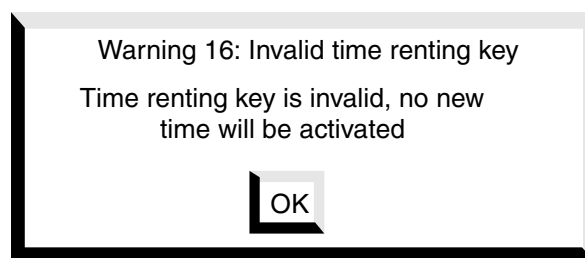 Warning 16: Invalid time renting key
Time renting key is invalid, no new
time will be activated
OK